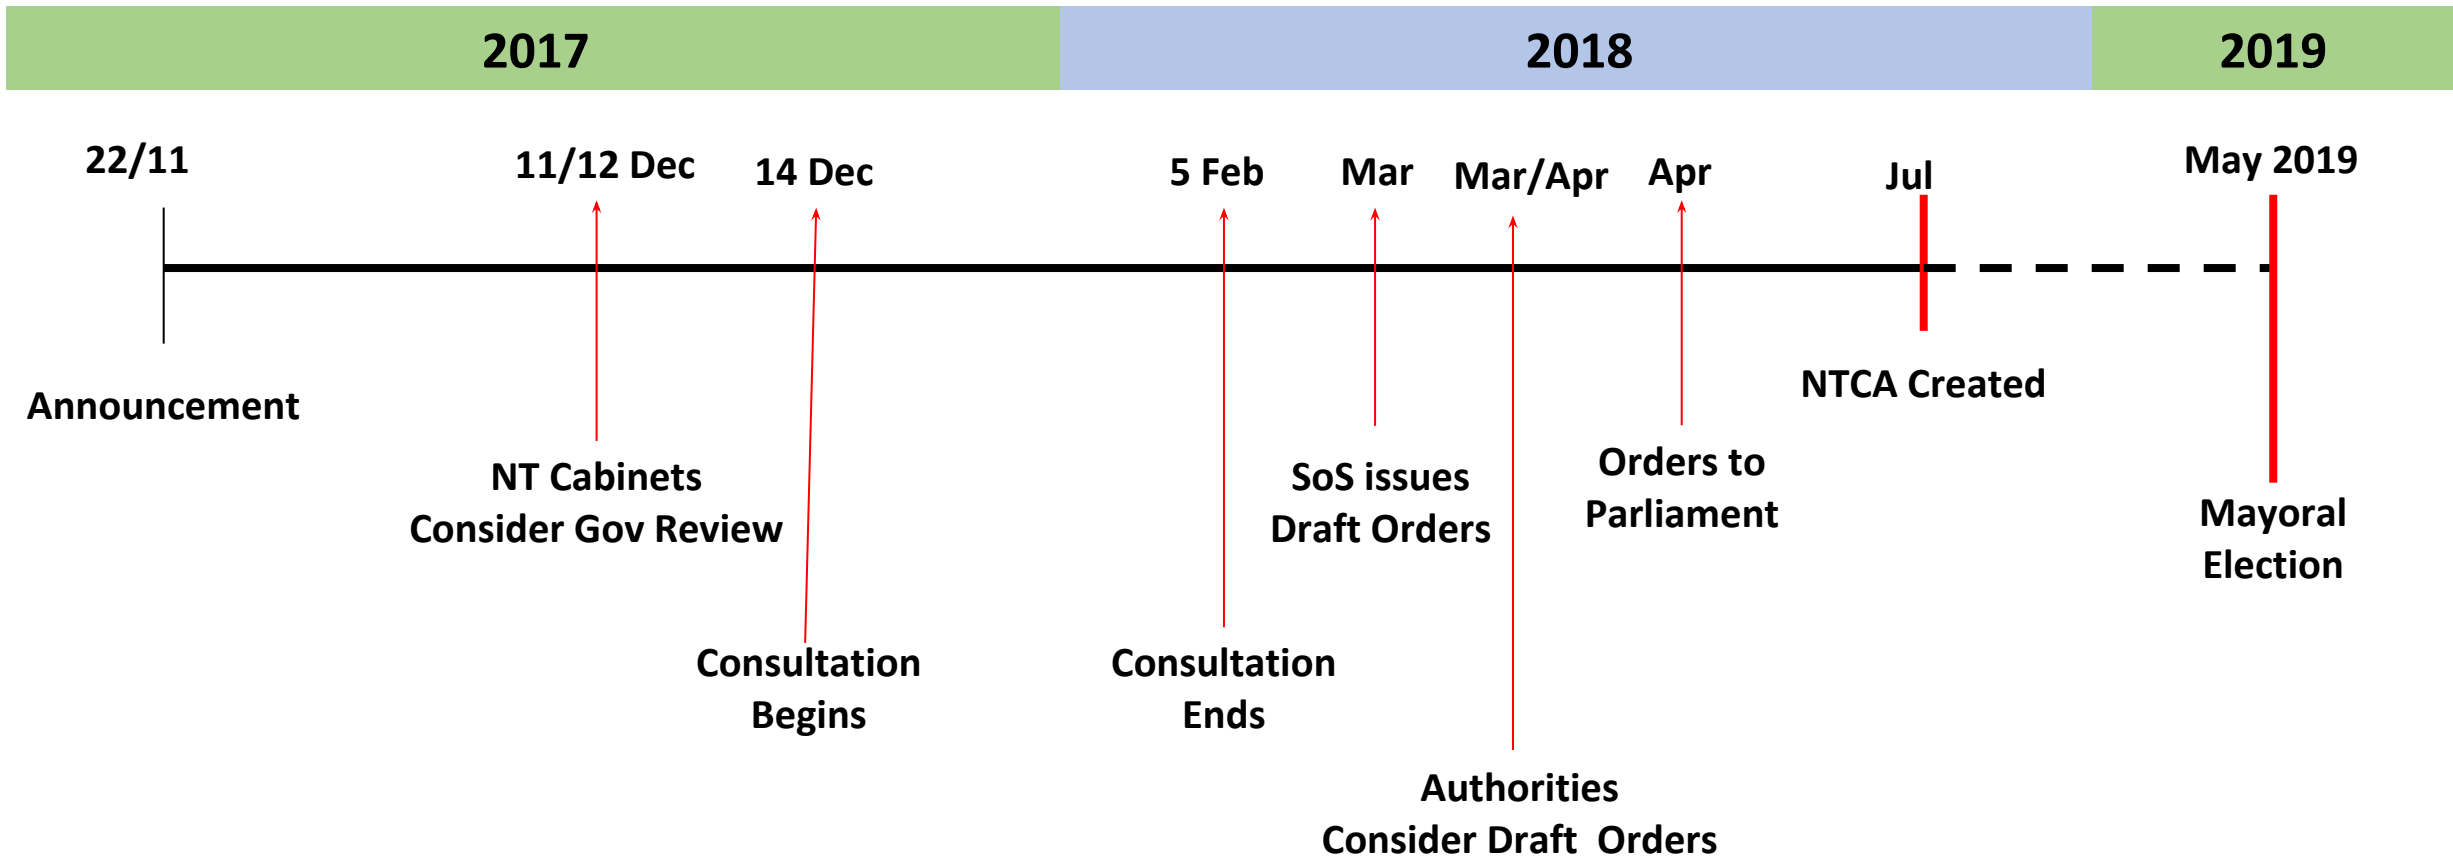 2017
2018
2019
22/11
11/12 Dec
14 Dec
5 Feb
Mar
Mar/Apr
Apr
Jul
May 2019
Announcement
NT Cabinets
Consider Gov Review
Consultation
Begins
Consultation
Ends
SoS issues
Draft Orders
Authorities
Consider Draft  Orders
Orders to
Parliament
NTCA Created
Mayoral
Election